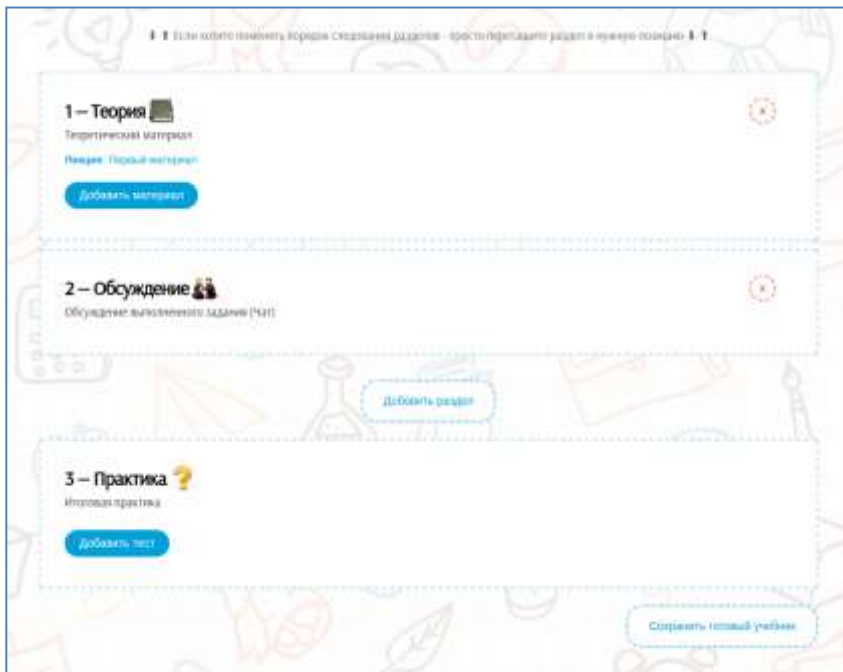 Если хотите поменять порядок следования разделов - просто перетащите раздел в нужную позицию
1 – Теория
Теоретический материал
Лекция: Первый материал
Добавить материал
x
2 – Обсуждение
Обсуждение выполненного задания (Чат)
x
Добавить раздел
3 – Практика
Итоговая практика
Добавить тест
Сохранить готовый учебник